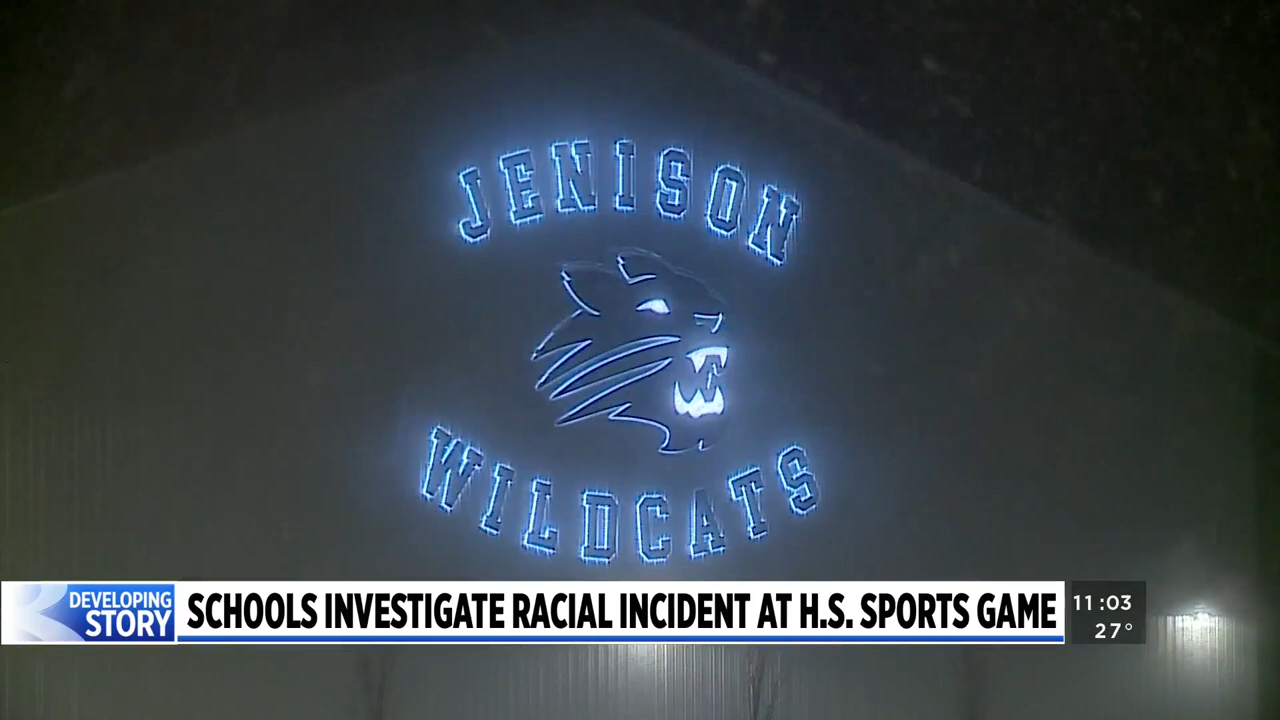 JENISON
WILDCATS
DEVELOPING
STORY
SCHOOLS INVESTIGATE RACIAL INCIDENT AT H.S. SPORTS GAME
11:03
27°